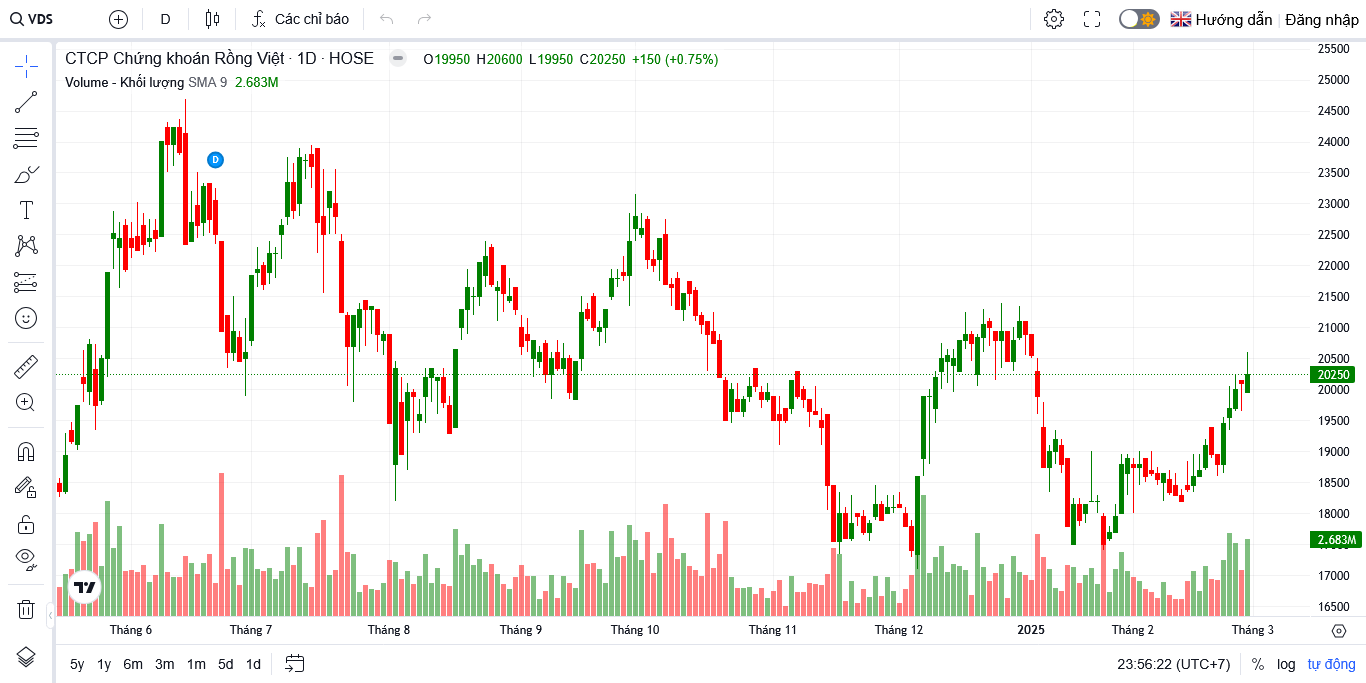 VDS D Các chỉ báo Hướng dẫn Đăng nhập
CTCP Chứng khoán Rồng Việt · 1D · HOSE O19950 H20600 L19950 C20250 +150 (+0.75%)
Volume - Khối lượng SMA 9 2.683M
D
25500
25000
24500
24000
23500
23000
22500
22000
21500
21000
20500
20250
20000
19500
19000
18500
18000
2.683M
17000
16500
Tháng 6 Tháng 7 Tháng 8 Tháng 9 Tháng 10 Tháng 11 Tháng 12 2025 Tháng 2 Tháng 3
5y 1y 6m 3m 1m 5d 1d 23:56:22 (UTC+7) % log tự động